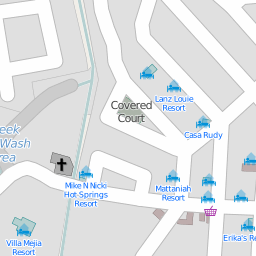 Covered
Court
Lanz Louie
Resort
Casa Rudy
eek
Wash
rea
Mike N Nicki
Hot Springs
Resort
Mattaniah
Resort
Villa Mejia
Resort
Erika's Re